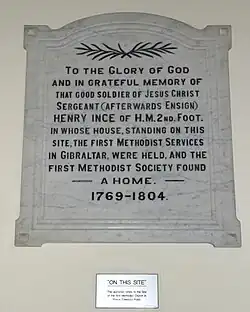 TO THE GLORY OF GOD
AND IN GRATEFUL MEMORY OF
THAT GOOD SOLDIER OF JESUS CHRIST
SERGEANT (AFTERWARDS ENSIGN)
HENRY INCE OF H.M. 2ND. FOOT.
IN WHOSE HOUSE, STANDING ON THIS
SITE, THE FIRST METHODIST SERVICES
IN GIBRALTAR, WERE HELD, AND THE
FIRST METHODIST SOCIETY FOUND
A HOME.
1769-1804.
"ON THIS SITE"